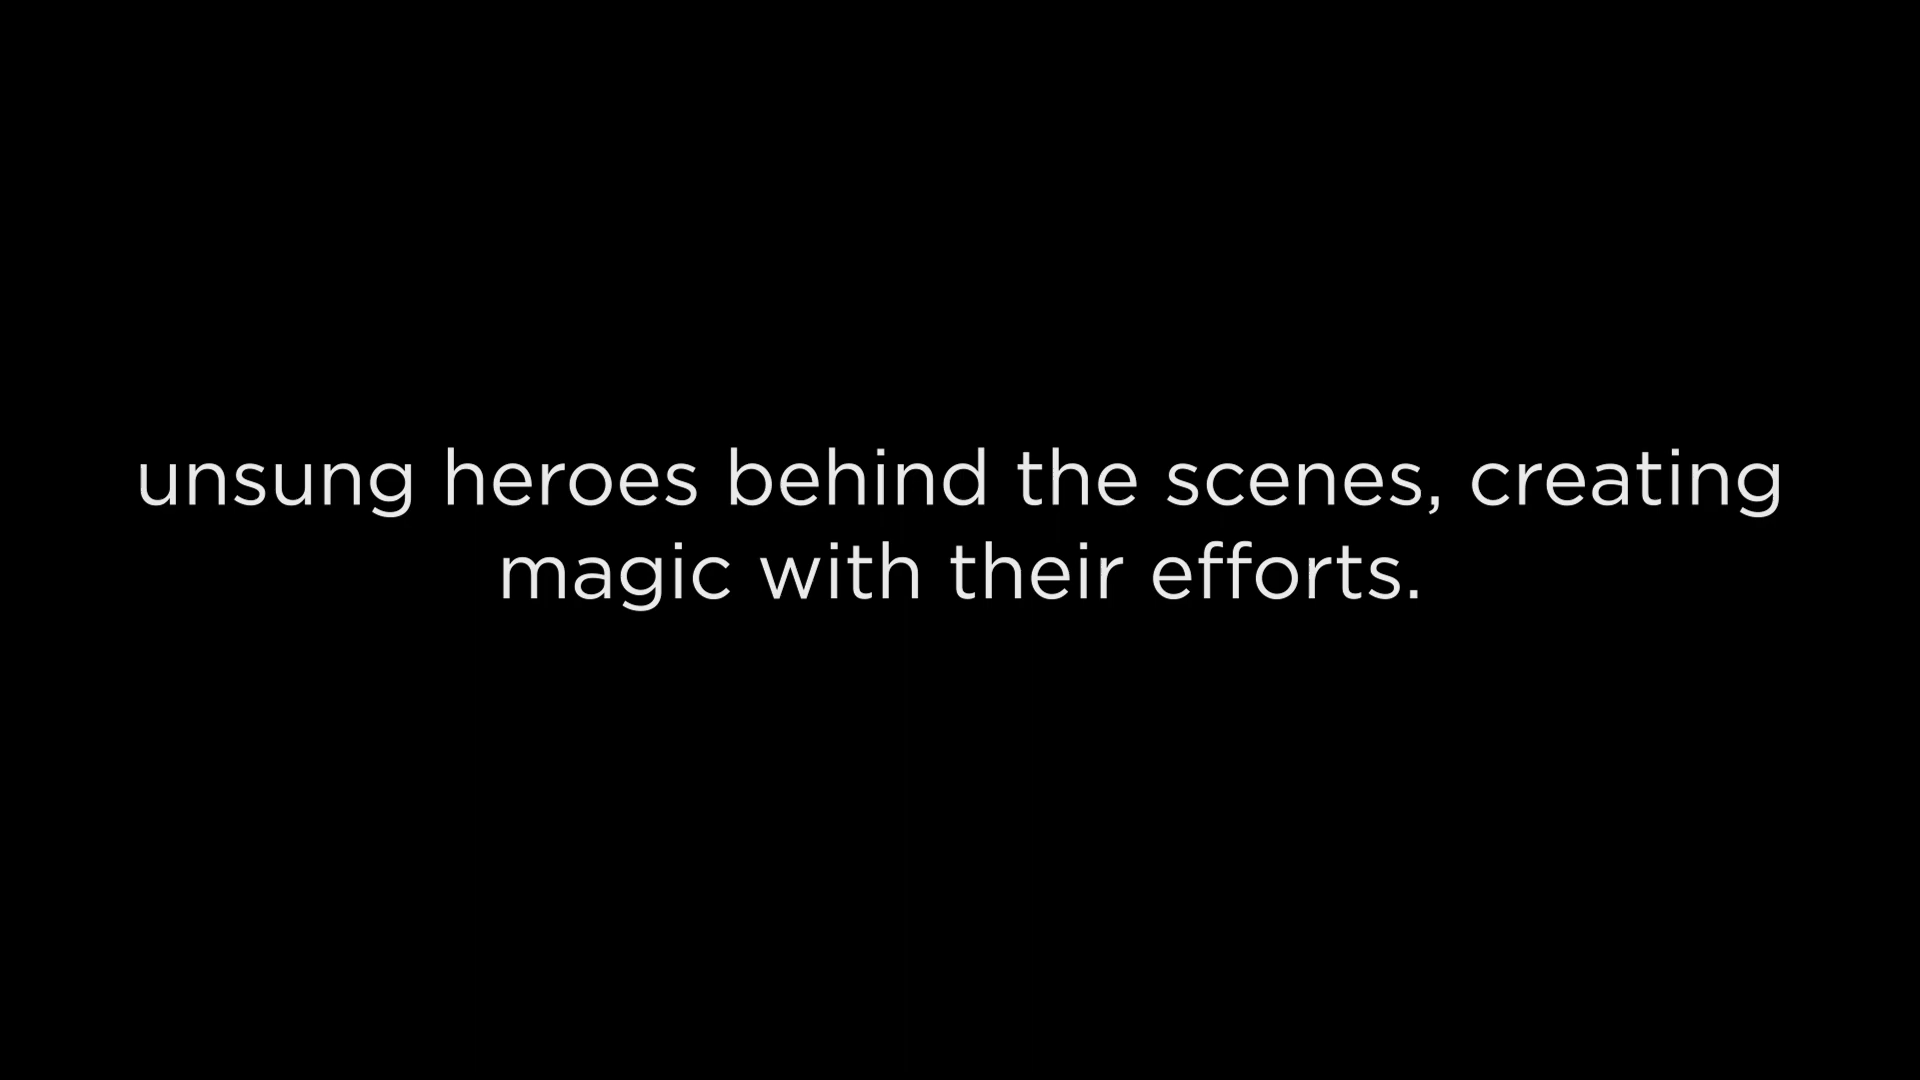 unsung heroes behind the scenes, creating
magic with their efforts.